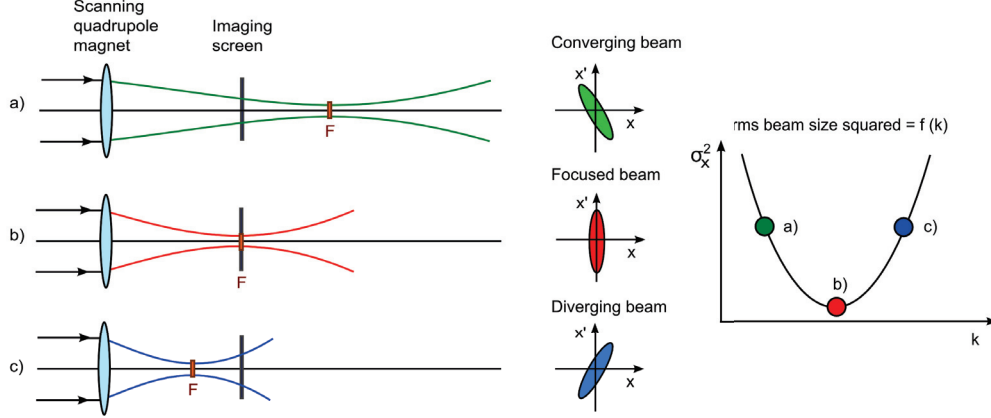 Scanning
quadrupole
magnet
Imaging
screen
a)
F
b)
F
c)
F
Converging beam
x'
x
Focused beam
x'
x
Diverging beam
x'
x
rms beam size squared = f (k)
σx²
a)
b)
c)
k